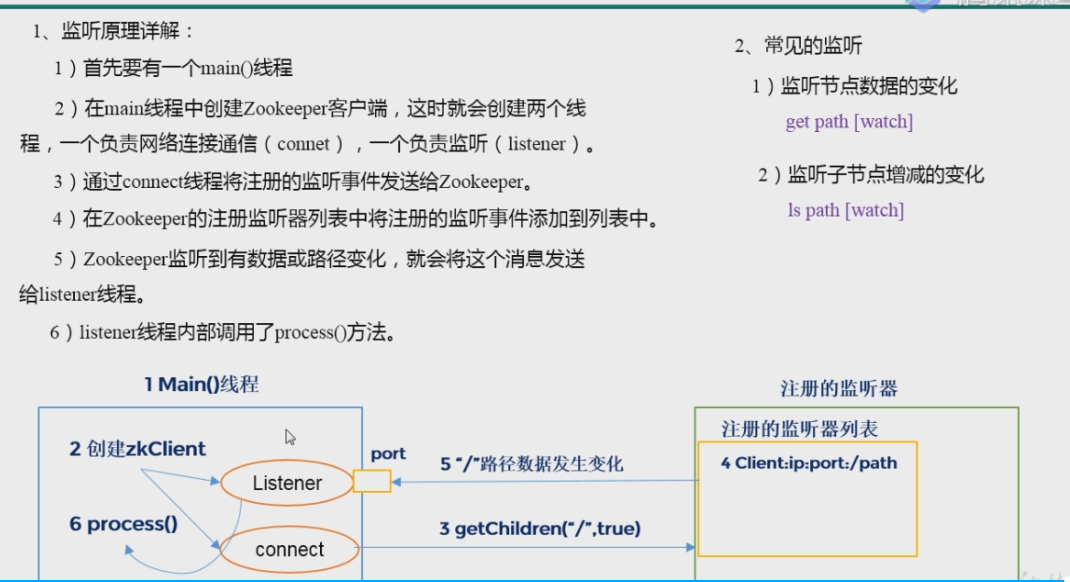 1、监听原理详解：
1）首先要有一个main()线程
2）在main线程中创建Zookeeper客户端，这时就会创建两个线
程，一个负责网络连接通信（connet），一个负责监听（listener）。
3）通过connect线程将注册的监听事件发送给Zookeeper。
4）在Zookeeper的注册监听器列表中将注册的监听事件添加到列表中。
5）Zookeeper监听到有数据或路径变化，就会将这个消息发送
给listener线程。
6）listener线程内部调用了process()方法。
2、常见的监听
1）监听节点数据的变化
get path [watch]
2）监听子节点增减的变化
ls path [watch]
1 Main()线程
2 创建zkClient
Listener
port
6 process()
connect
5 “/”路径数据发生变化
3 getChildren(“/”,true)
注册的监听器
注册的监听器列表
4 Client:ip:port:/path